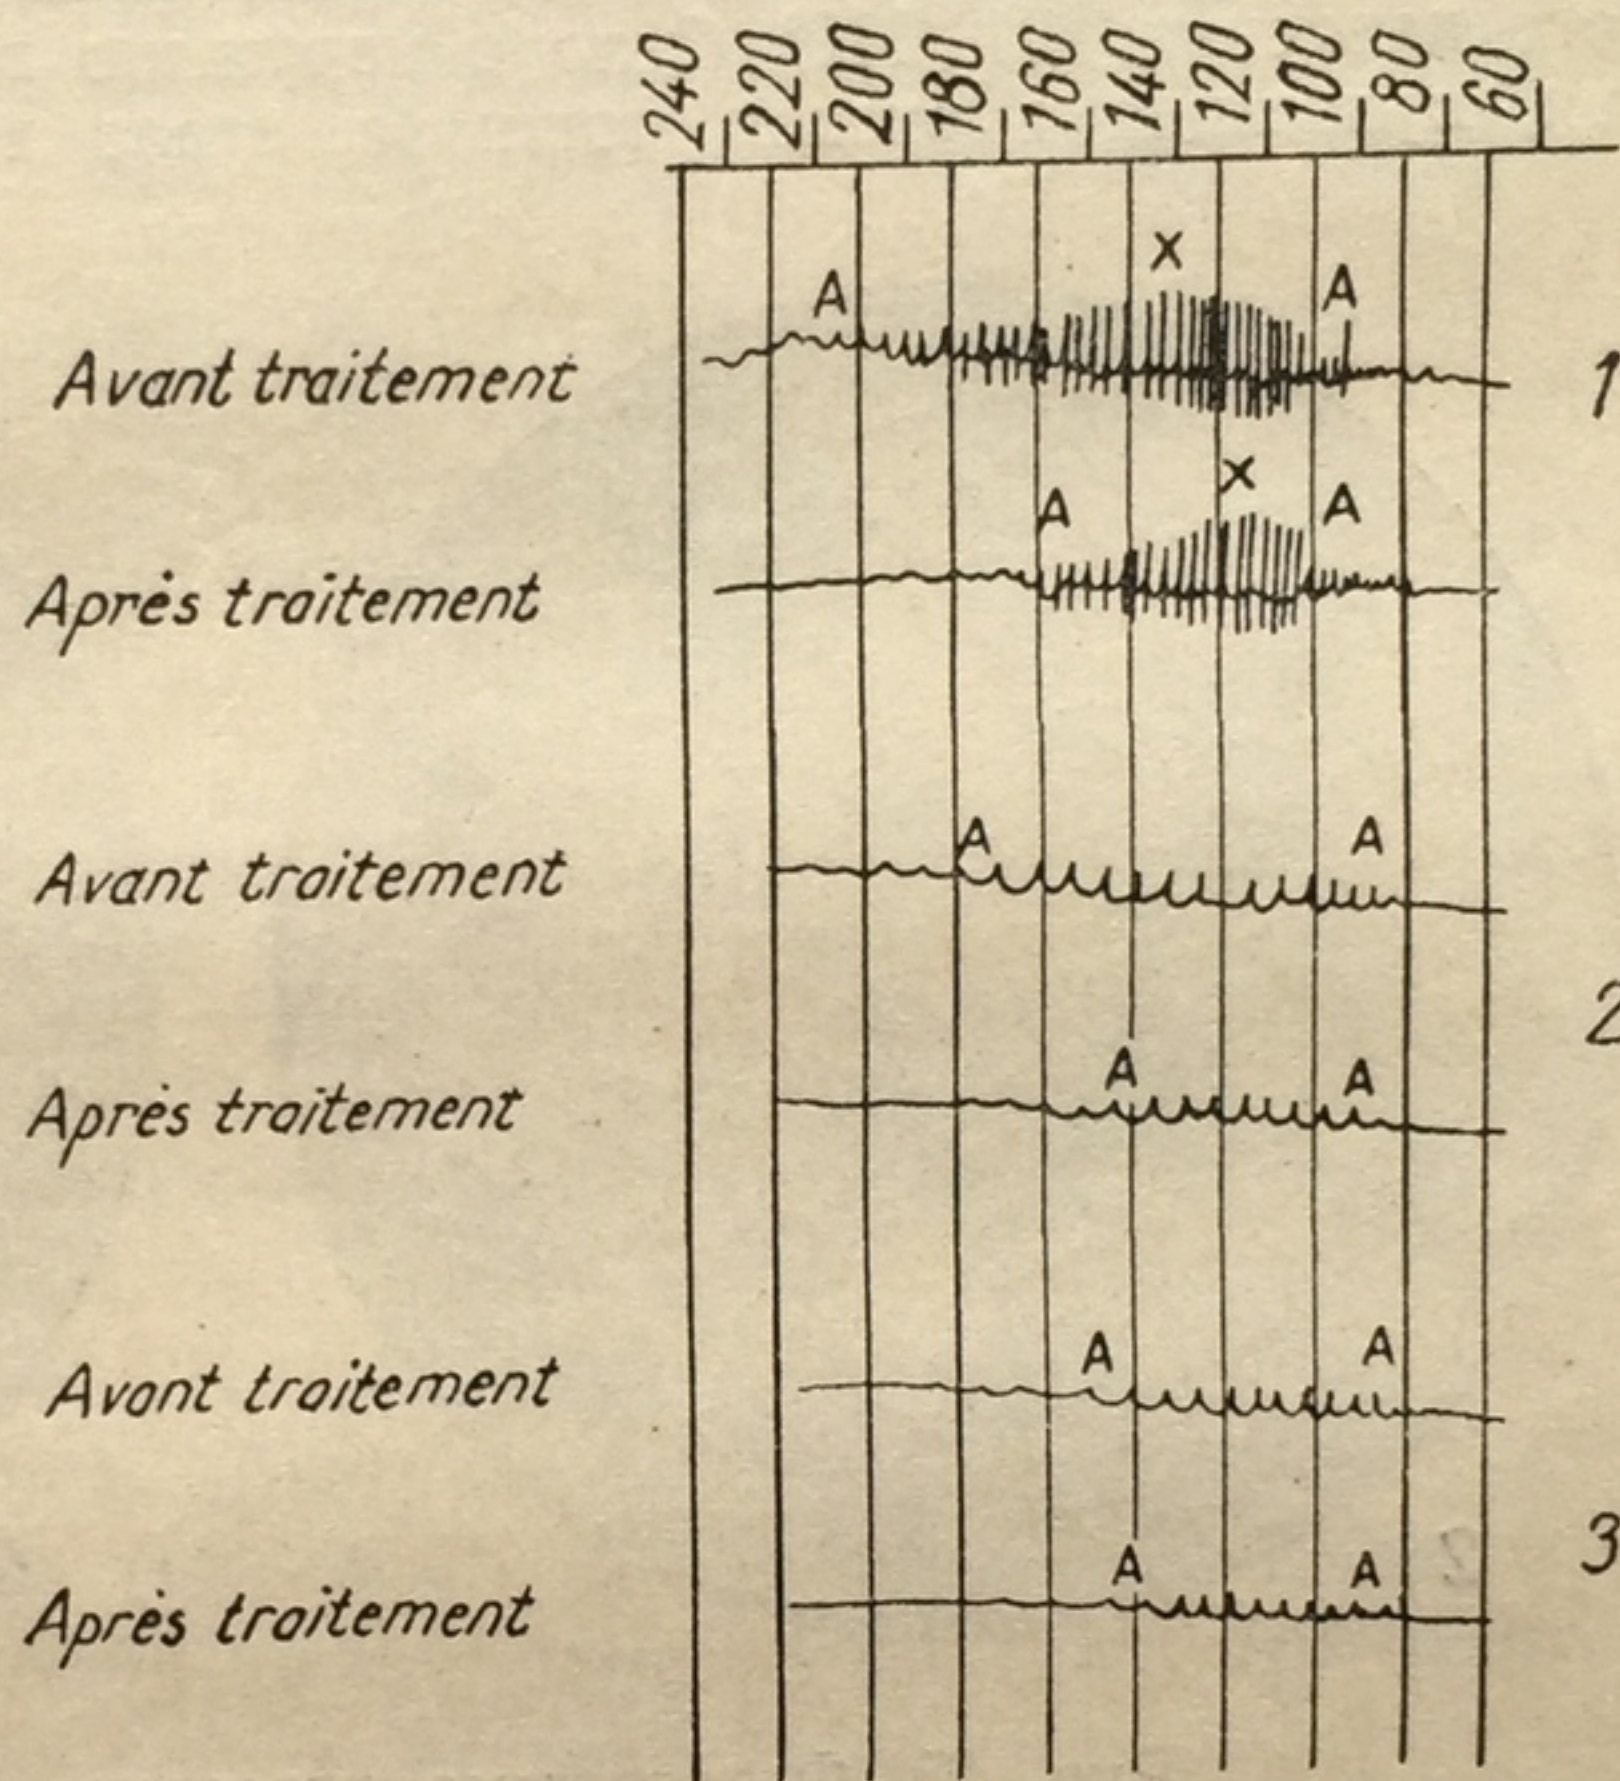 240 220 200 180 160 140 120 100 80 60
X
A A
Avant traitement 1
X
A A
Après traitement
A A
Avant traitement
2
A A
Après traitement
A A
Avant traitement
3
A A
Après traitement